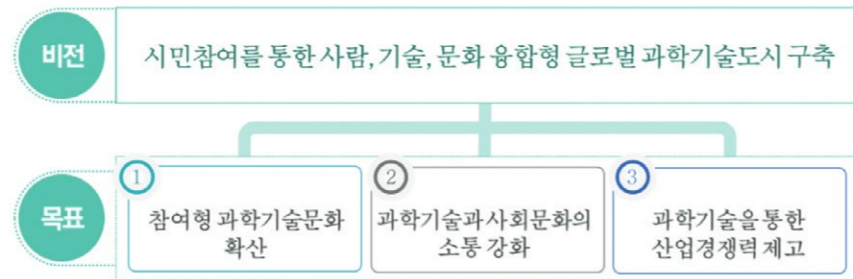 비전
시민참여를 통한 사람, 기술, 문화 융합형 글로벌 과학기술도시 구축
목표
1
참여형 과학기술문화
확산
2
과학기술과사회문화의
소통 강화
3
과학기술을 통한
산업경쟁력 제고